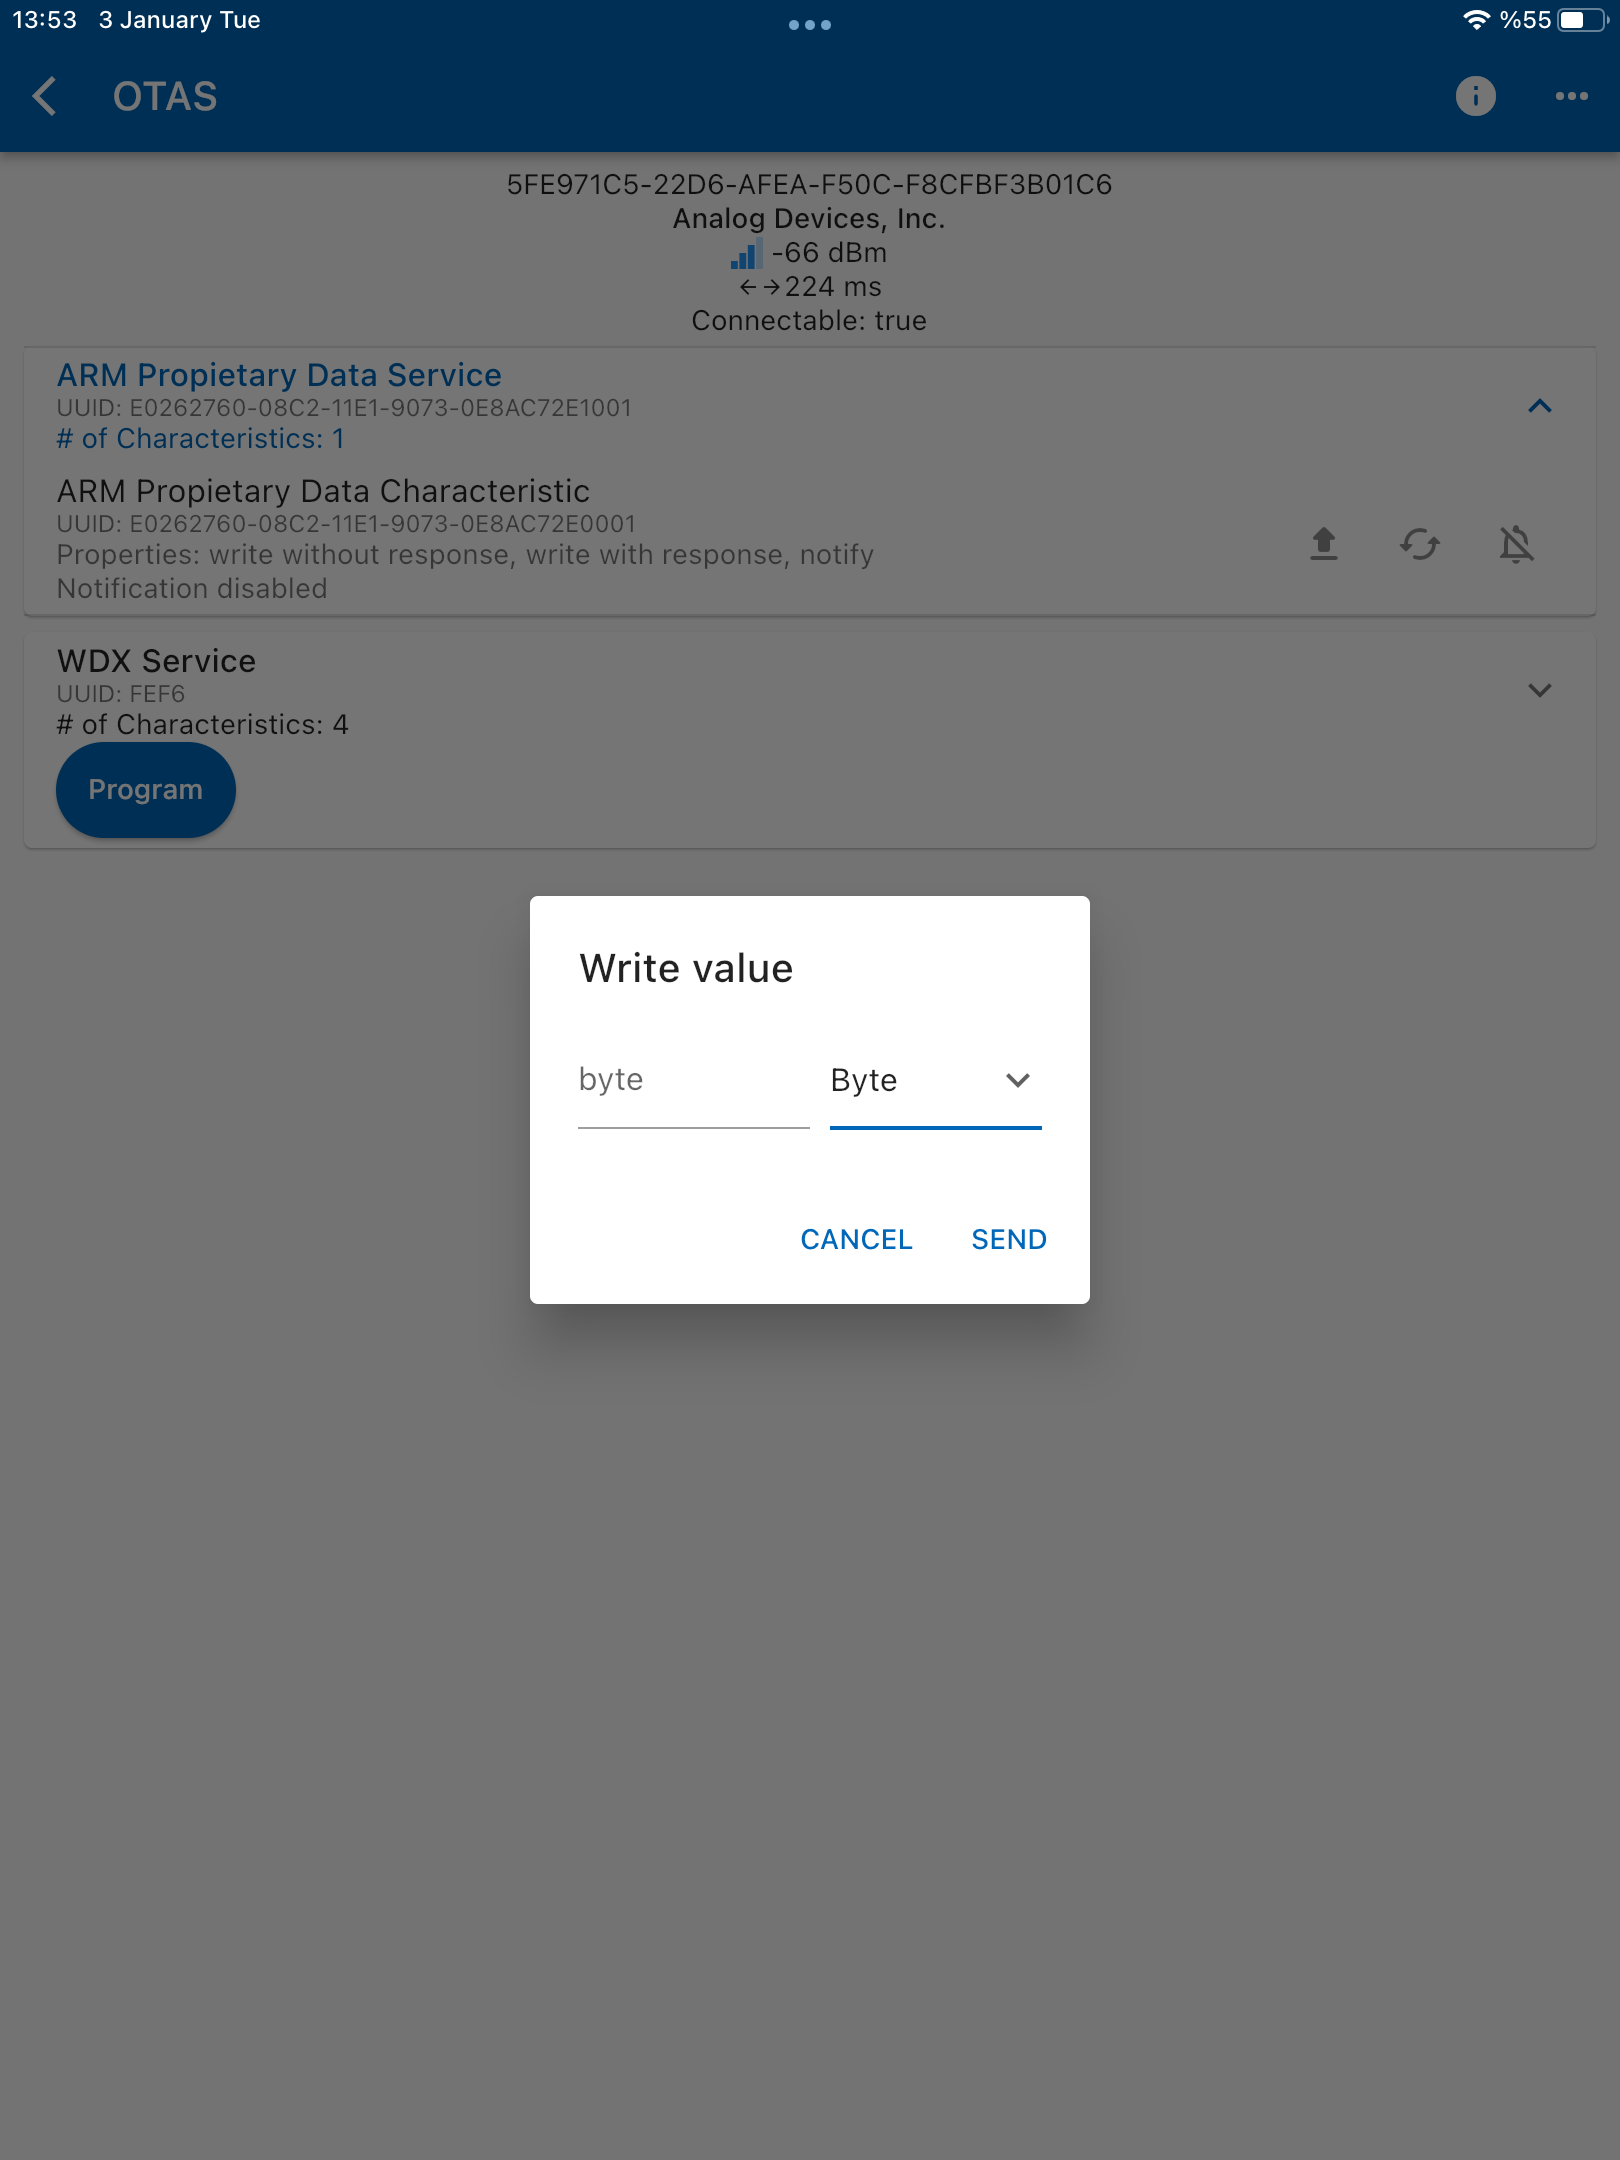 13:53 3 January Tue
%55
OTAS
5FE971C5-22D6-AFEA-F50C-F8CFBF3B01C6
Analog Devices, Inc.
-66 dBm
←→224 ms
Connectable: true
ARM Propietary Data Service
UUID: E0262760-08C2-11E1-9073-0E8AC72E1001
# of Characteristics: 1
ARM Propietary Data Characteristic
UUID: E0262760-08C2-11E1-9073-0E8AC72E0001
Properties: write without response, write with response, notify
Notification disabled
WDX Service
UUID: FEF6
# of Characteristics: 4
Program
Write value
byte
Byte
CANCEL
SEND